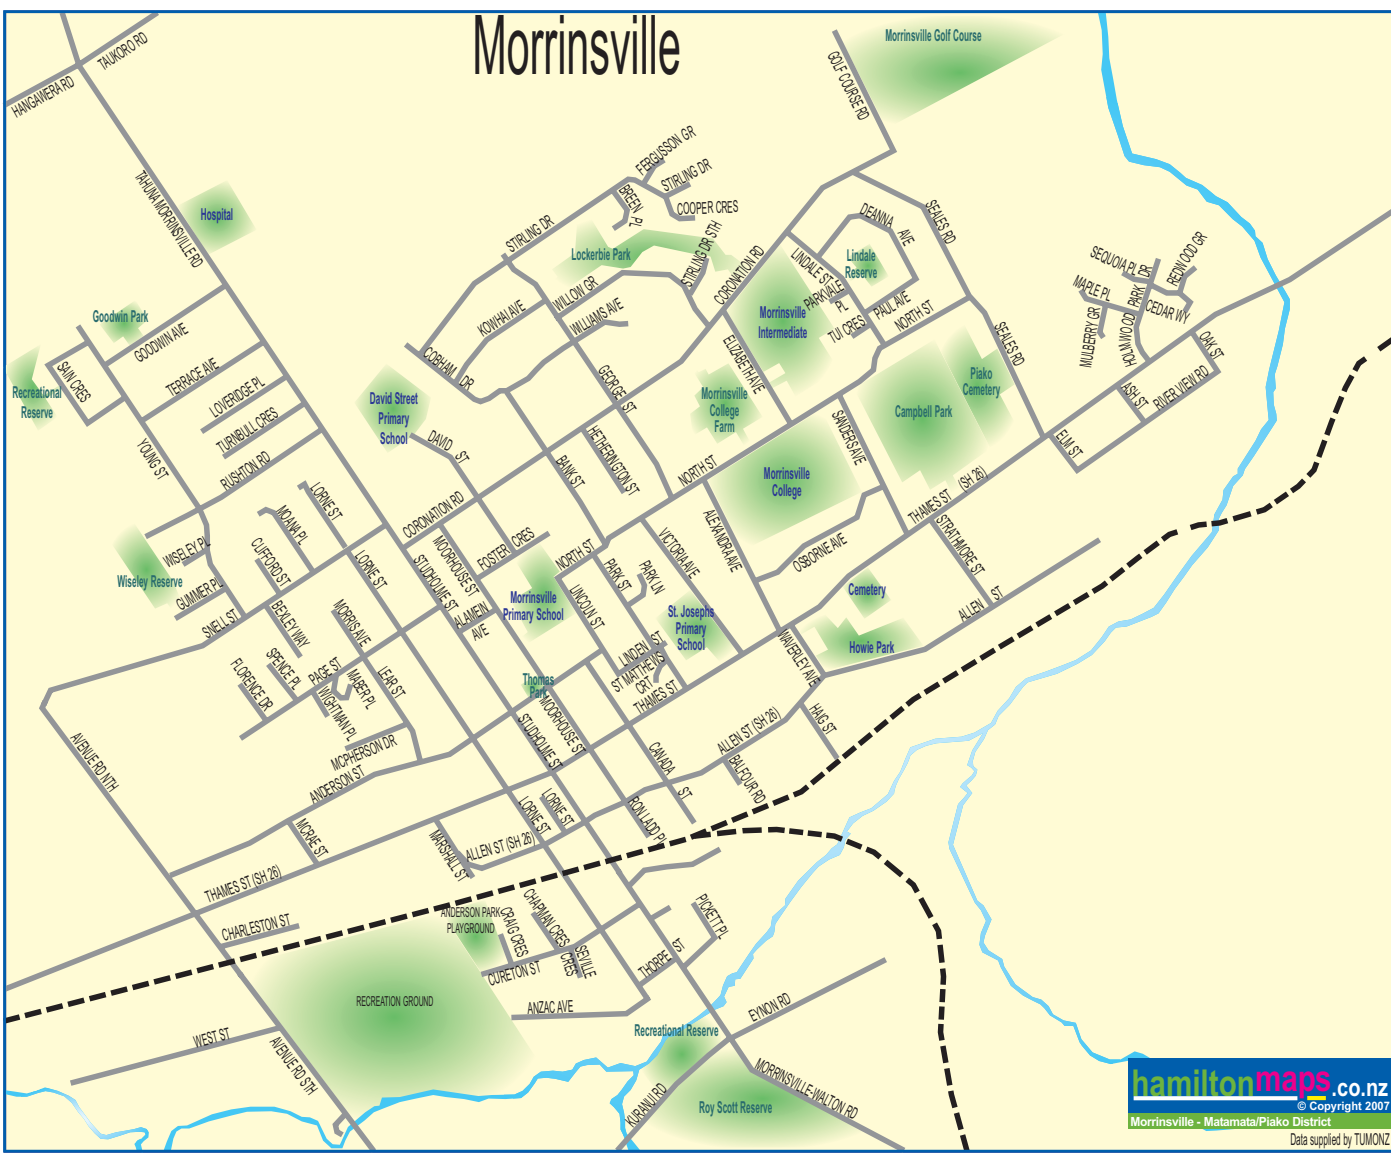 Morrinsville
Morrinsville Golf Course
TAUKORO RD
HANGAWERA RD
GOLF COURSE RD
TAHUNA MORRINSVILLE RD
Hospital
FERGUSSON GR
STIRLING DR
BREEN PL
COOPER CRES
STIRLING DR
STIRLING DR STH
Lockerbie Park
CORONATION RD
DEANNA AVE
SEALES RD
LINDALE ST
Lindale
Reserve
PARKVALE PL
PAUL AVE
NORTH ST
TUI CRES
SEQUOIA PL
PARK DR
REDWOOD GR
MAPLE PL
CEDAR WY
MULBERRY GR
HOLLYWOOD
OAK ST
RIVER VIEW RD
ASH ST
ELM ST
SEALES RD
Goodwin Park
GOODWIN AVE
KOWHAI AVE
WILLOW GR
WILLIAMS AVE
Morrinsville
Intermediate
ELIZABETH AVE
COBHAM DR
GEORGE ST
Recreational
Reserve
SAIN CRES
TERRACE AVE
LOVERIDGE PL
TURNBULL CRES
YOUNG ST
RUSHTON RD
David Street
Primary
School
DAVID ST
Morrinsville
College
Farm
Campbell Park
Piako
Cemetery
SANDERS AVE
HETHERINGTON ST
BANK ST
NORTH ST
Morrinsville
College
THAMES ST (SH 26)
LORNE ST
MOANA PL
CORONATION RD
MOORHOUSE ST
FOSTER CRES
NORTH ST
VICTORIA AVE
ALEXANDRA AVE
OSBORNE AVE
STRATHMORE ST
ALLEN ST
WISELEY PL
Wiseley Reserve
GUMMER PL
SNELL ST
CLIFFORD ST
LORNE ST
STUDHOLME ST
ALAMEIN AVE
Morrinsville
Primary School
LINCOLN ST
PARK ST
PARK LN
St. Josephs
Primary
School
Cemetery
Howie Park
WAVERLEY AVE
BEXLEY WAY
MORRIS AVE
LINDEN ST
ST MATTHEWS CRT
THAMES ST
FLORENCE DR
SPENCE PL
PAGE ST
WIGHTMAN PL
MABER PL
LEAR ST
Thomas
Park
MOORHOUSE ST
STUDHOLME ST
HAIG ST
ALLEN ST (SH 26)
BALFOUR RD
CANADA ST
RON LADD PL
AVENUE RD NTH
MCPHERSON DR
ANDERSON ST
MCRAE ST
THAMES ST (SH 26)
MARSHALL ST
ALLEN ST (SH 26)
LORNE ST
LORNE ST
CHARLESTON ST
ANDERSON PARK
PLAYGROUND
CRAIG CRES
CHAPMAN CRES
SEVILLE CRES
CURETON ST
PICKETT PL
THORPE ST
RECREATION GROUND
ANZAC AVE
WEST ST
AVENUE RD STH
EYNON RD
Recreational Reserve
KURANUI RD
Roy Scott Reserve
MORRINSVILLE-WALTON RD
hamiltonmaps.co.nz
© Copyright 2007
Morrinsville - Matamata/Piako District
Data supplied by TUMONZ